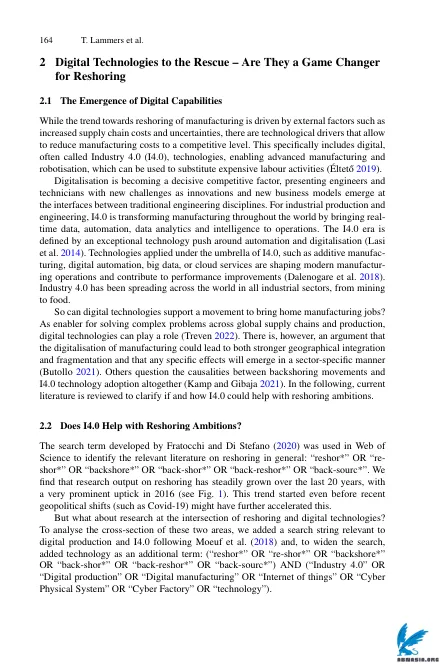 164 T. Lammers et al.
2 Digital Technologies to the Rescue – Are They a Game Changer
for Reshoring
2.1 The Emergence of Digital Capabilities
While the trend towards reshoring of manufacturing is driven by external factors such as
increased supply chain costs and uncertainties, there are technological drivers that allow
to reduce manufacturing costs to a competitive level. This specifically includes digital,
often called Industry 4.0 (I4.0), technologies, enabling advanced manufacturing and
robotisation, which can be used to substitute expensive labour activities (Éltető 2019).
Digitalisation is becoming a decisive competitive factor, presenting engineers and
technicians with new challenges as innovations and new business models emerge at
the interfaces between traditional engineering disciplines. For industrial production and
engineering, I4.0 is transforming manufacturing throughout the world by bringing real-
time data, automation, data analytics and intelligence to operations. The I4.0 era is
defined by an exceptional technology push around automation and digitalisation (Lasi
et al. 2014). Technologies applied under the umbrella of I4.0, such as additive manufac-
turing, digital automation, big data, or cloud services are shaping modern manufactur-
ing operations and contribute to performance improvements (Dalenogare et al. 2018).
Industry 4.0 has been spreading across the world in all industrial sectors, from mining
to food.
So can digital technologies support a movement to bring home manufacturing jobs?
As enabler for solving complex problems across global supply chains and production,
digital technologies can play a role (Treven 2022). There is, however, an argument that
the digitalisation of manufacturing could lead to both stronger geographical integration
and fragmentation and that any specific effects will emerge in a sector-specific manner
(Butollo 2021). Others question the causalities between backshoring movements and
I4.0 technology adoption altogether (Kamp and Gibaja 2021). In the following, current
literature is reviewed to clarify if and how I4.0 could help with reshoring ambitions.
2.2 Does I4.0 Help with Reshoring Ambitions?
The search term developed by Fratocchi and Di Stefano (2020) was used in Web of
Science to identify the relevant literature on reshoring in general: “reshor*” OR “re-
shor*” OR “backshore*” OR “back-shor*” OR “back-reshor*” OR “back-sourc*”. We
find that research output on reshoring has steadily grown over the last 20 years, with
a very prominent uptick in 2016 (see Fig. 1). This trend started even before recent
geopolitical shifts (such as Covid-19) might have further accelerated this.
But what about research at the intersection of reshoring and digital technologies?
To analyse the cross-section of these two areas, we added a search string relevant to
digital production and I4.0 following Moeuf et al. (2018) and, to widen the search,
added technology as an additional term: (“reshor*” OR “re-shor*” OR “backshore*”
OR “back-shor*” OR “back-reshor*” OR “back-sourc*”) AND (“Industry 4.0” OR
“Digital production” OR “Digital manufacturing” OR “Internet of things” OR “Cyber
Physical System” OR “Cyber Factory” OR “technology”).